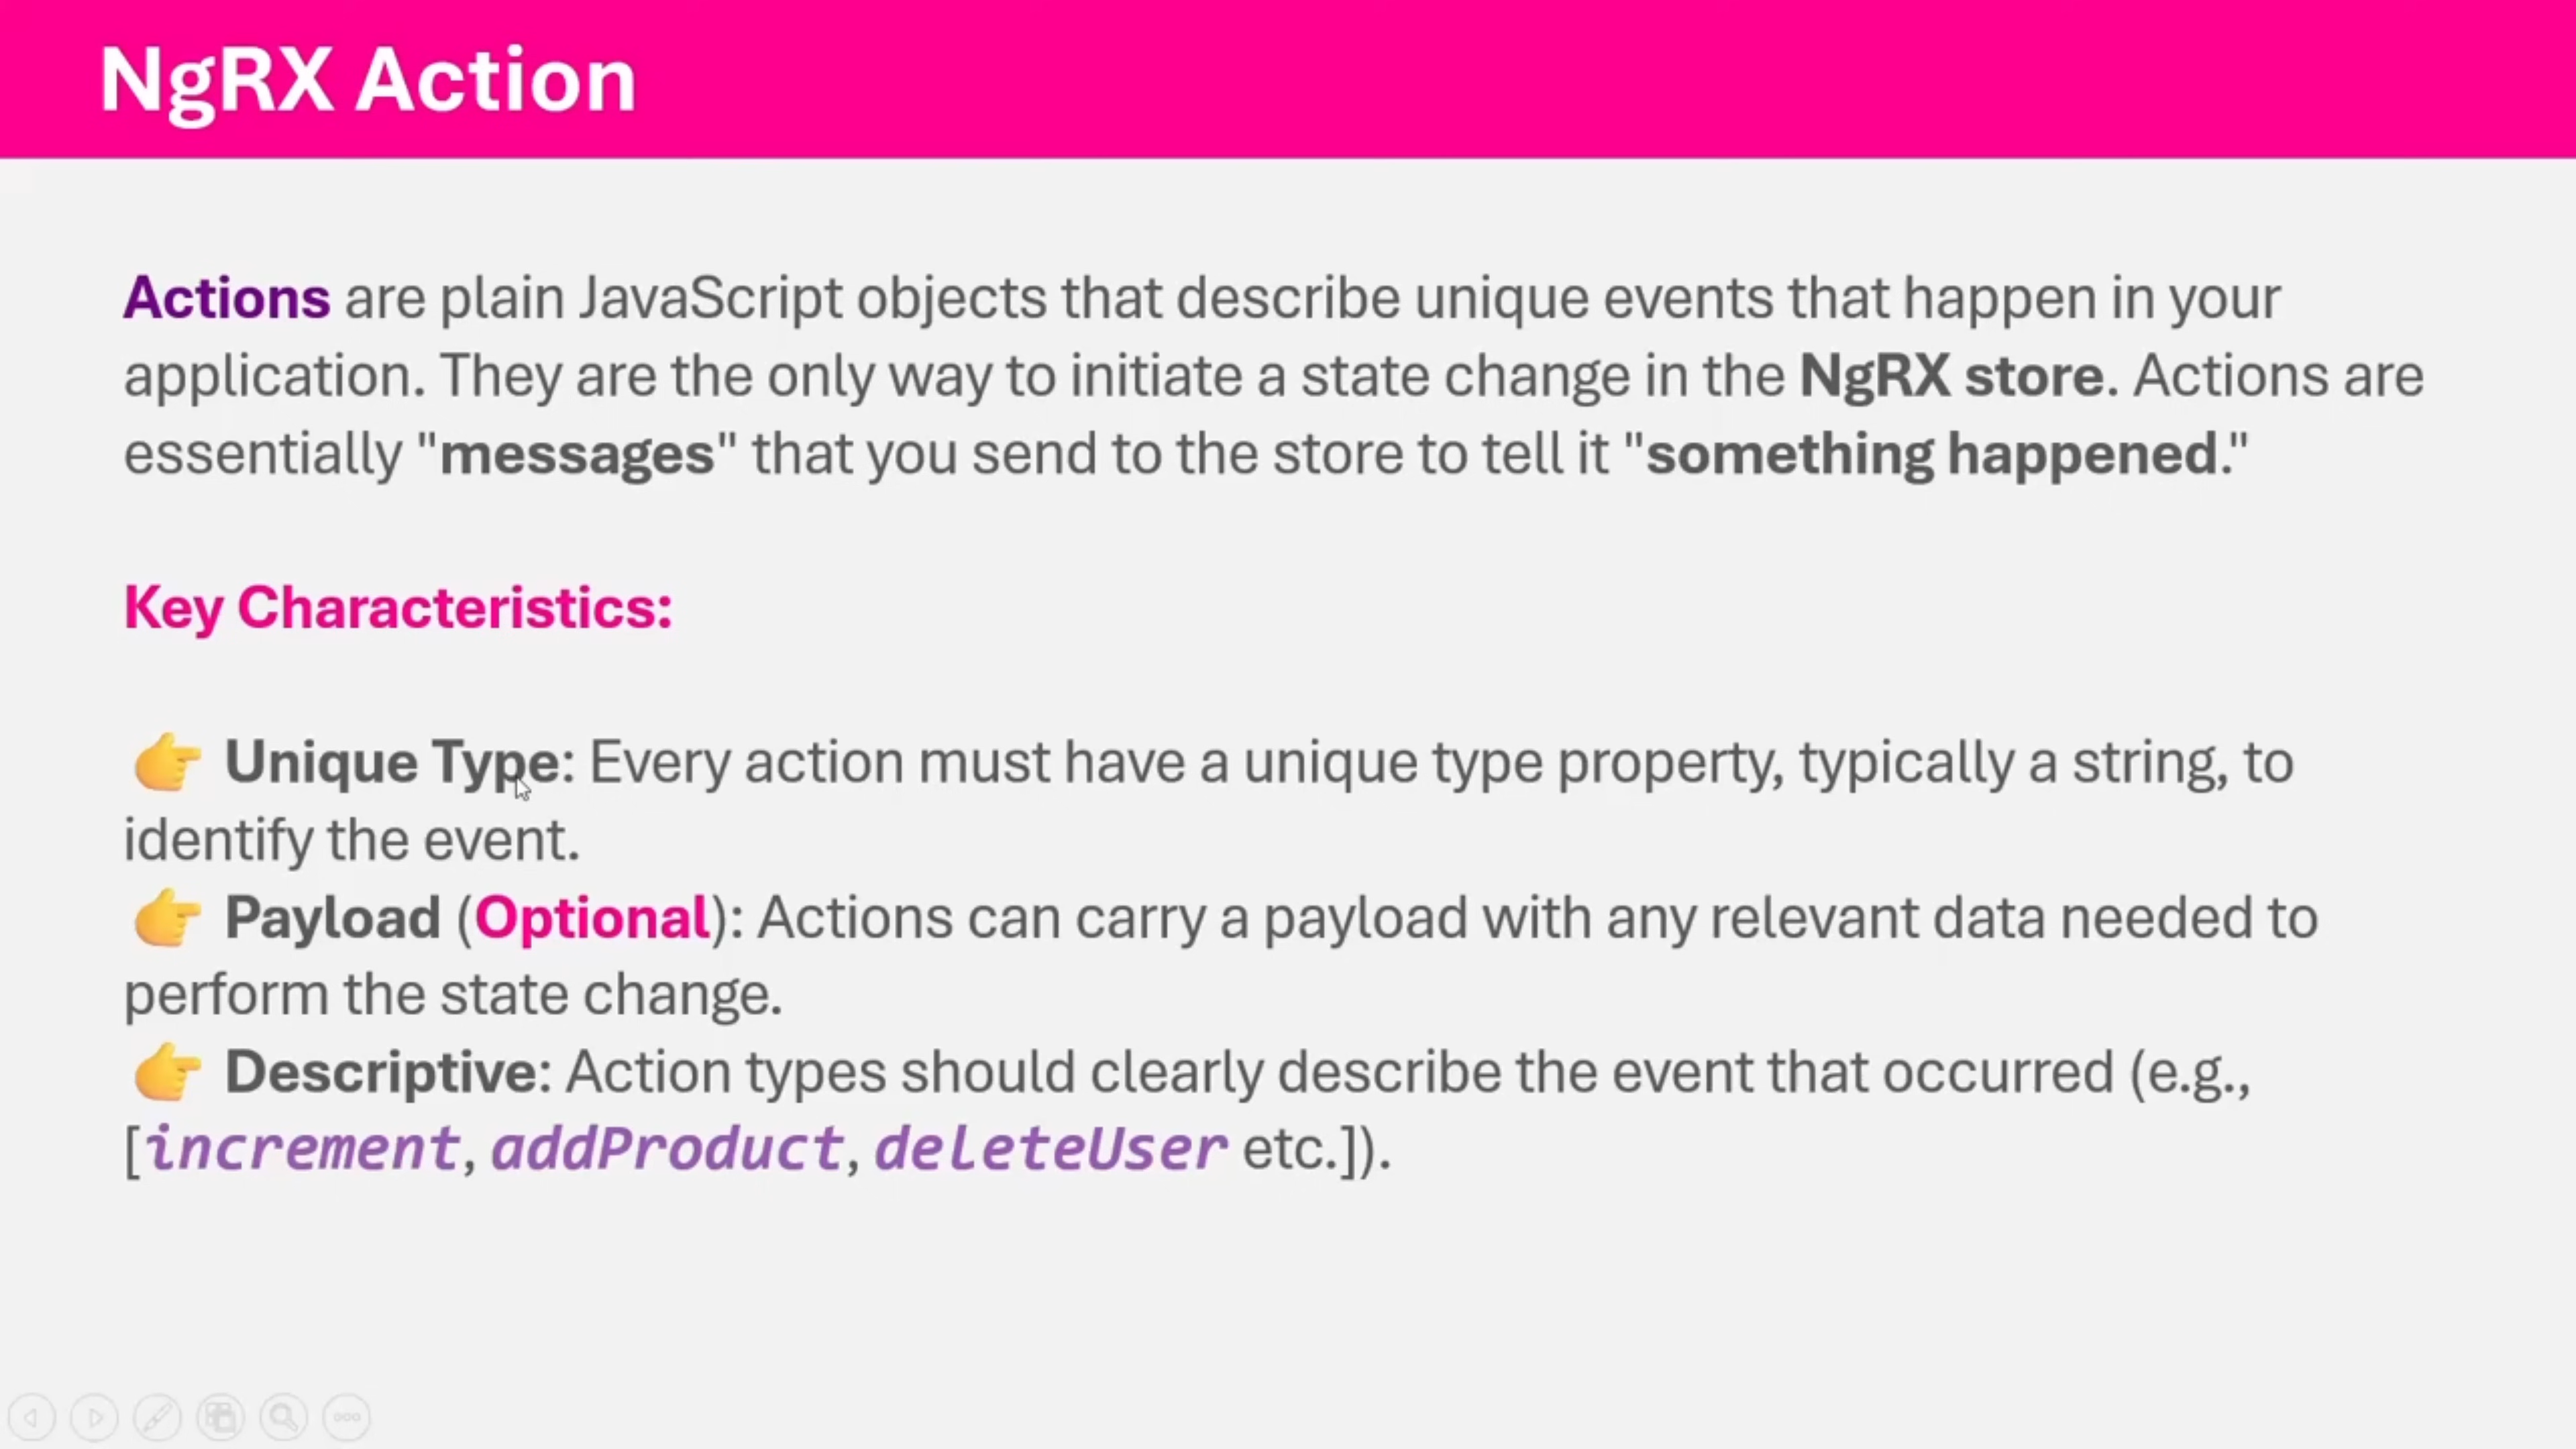 NgRX Action
Actions are plain JavaScript objects that describe unique events that happen in your
application. They are the only way to initiate a state change in the NgRX store. Actions are
essentially "messages" that you send to the store to tell it "something happened."
Key Characteristics:
👉 Unique Type: Every action must have a unique type property, typically a string, to
identify the event.
👉 Payload (Optional): Actions can carry a payload with any relevant data needed to
perform the state change.
👉 Descriptive: Action types should clearly describe the event that occurred (e.g.,
[increment, addProduct, deleteUser etc.]).